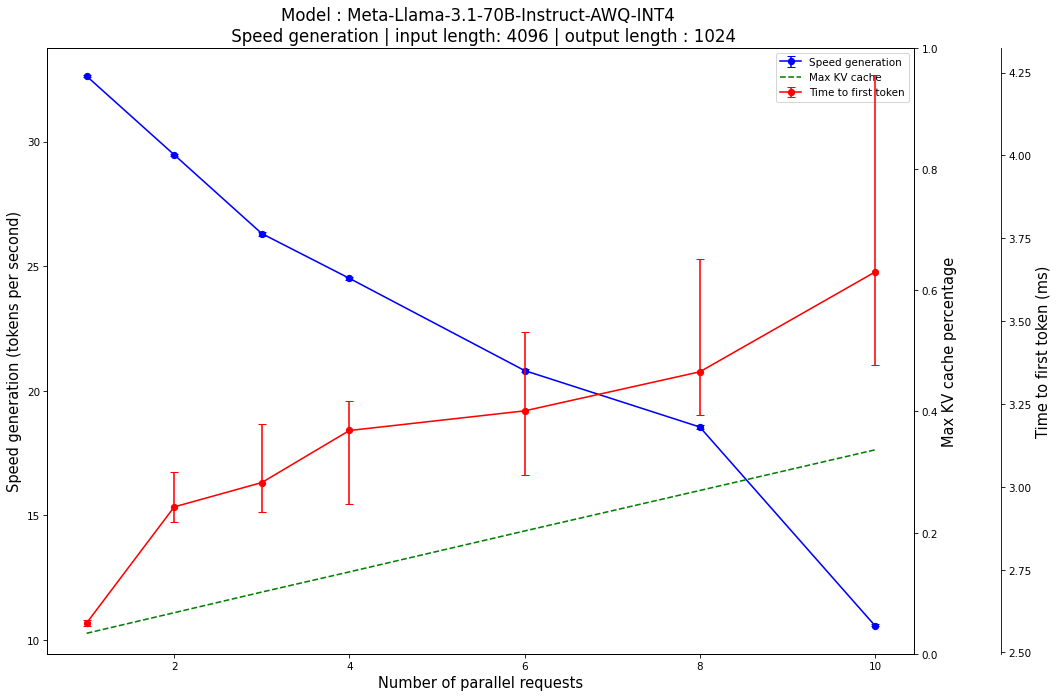 Model : Meta-Llama-3.1-70B-Instruct-AWQ-INT4
Speed generation | input length: 4096 | output length : 1024
Speed generation
Max KV cache
Time to first token
Speed generation (tokens per second)
30
25
20
15
10
2
4
6
8
10
Number of parallel requests
1.0
0.8
0.6
0.4
0.2
0.0
Max KV cache percentage
4.25
4.00
3.75
3.50
3.25
3.00
2.75
2.50
Time to first token (ms)